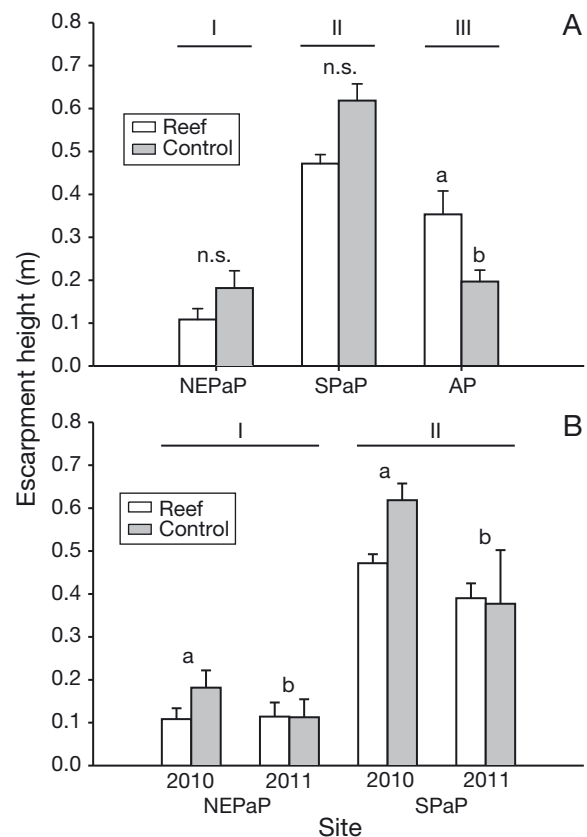 Escarpment height (m)
A
I II III
0.8
0.7
0.6
0.5
0.4
0.3
0.2
0.1
0.0
Reef
Control
n.s.
n.s.
a
b
NEPaP SPaP AP
B
I II
0.8
0.7
0.6
0.5
0.4
0.3
0.2
0.1
0.0
Reef
Control
a
b
a
b
2010 2011 2010 2011
NEPaP SPaP
Site